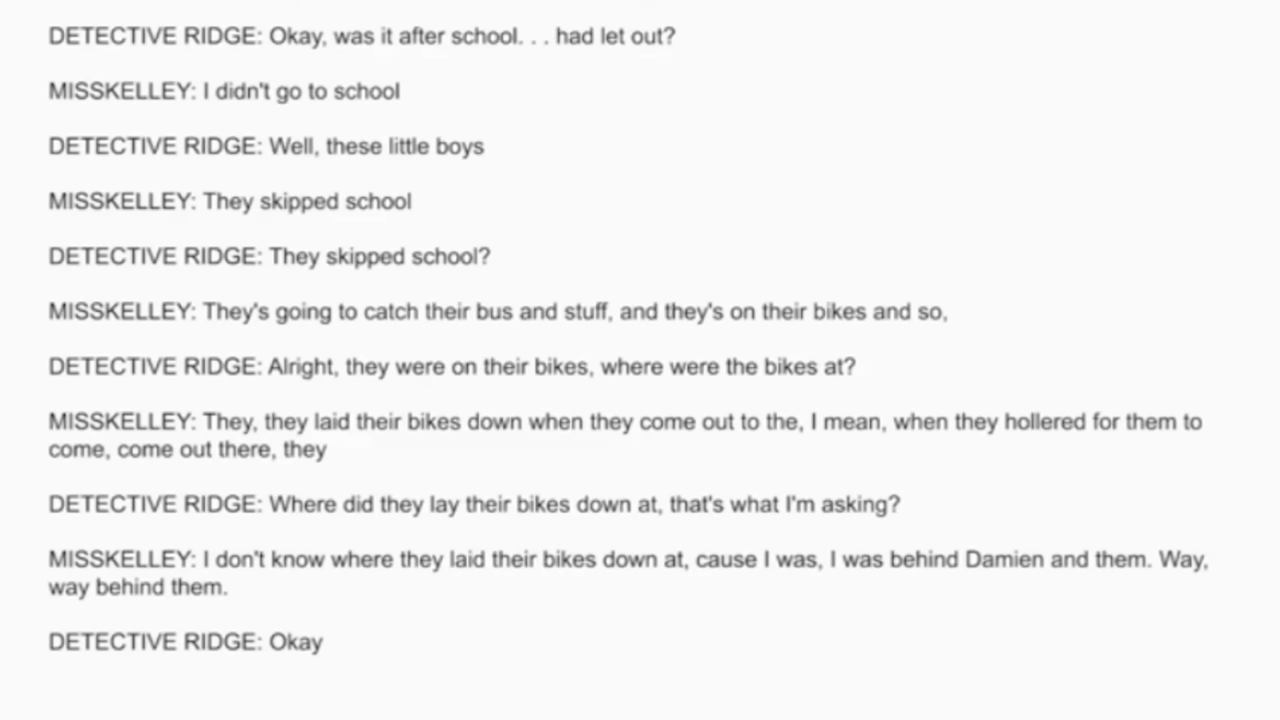 DETECTIVE RIDGE: Okay, was it after school. . . had let out?
MISSKELLEY: I didn't go to school
DETECTIVE RIDGE: Well, these little boys
MISSKELLEY: They skipped school
DETECTIVE RIDGE: They skipped school?
MISSKELLEY: They's going to catch their bus and stuff, and they's on their bikes and so,
DETECTIVE RIDGE: Alright, they were on their bikes, where were the bikes at?
MISSKELLEY: They, they laid their bikes down when they come out to the, I mean, when they hollered for them to
come, come out there, they
DETECTIVE RIDGE: Where did they lay their bikes down at, that's what I'm asking?
MISSKELLEY: I don't know where they laid their bikes down at, cause I was, I was behind Damien and them. Way,
way behind them.
DETECTIVE RIDGE: Okay